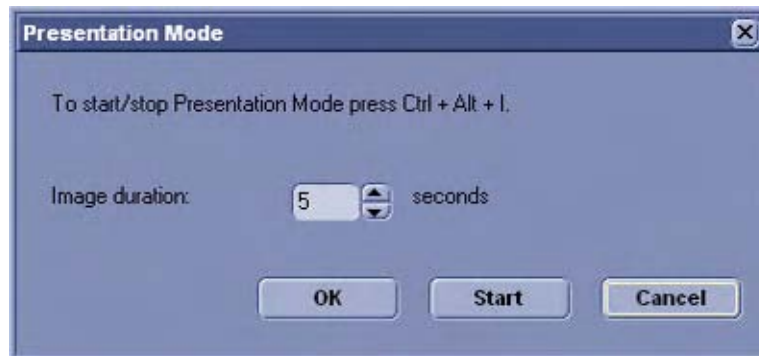 Presentation Mode
To start/stop Presentation Mode press Ctrl + Alt + I.
Image duration: 5 seconds
OK Start Cancel